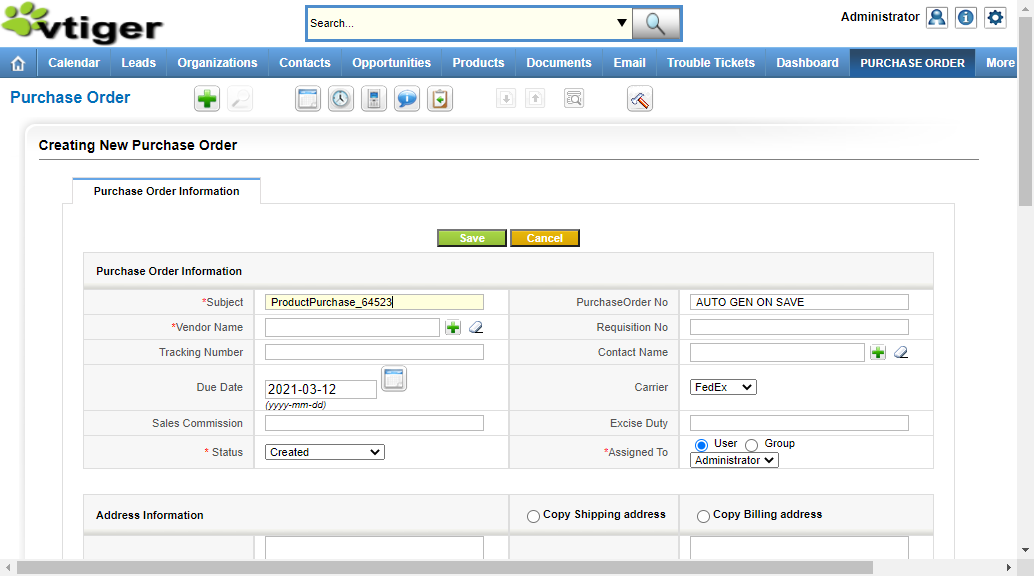 vtiger
Search...
Administrator
Calendar Leads Organizations Contacts Opportunities Products Documents Email Trouble Tickets Dashboard PURCHASE ORDER More
Purchase Order
Creating New Purchase Order
Purchase Order Information
Save Cancel
Purchase Order Information
*Subject ProductPurchase_64523 PurchaseOrder No AUTO GEN ON SAVE
*Vendor Name Requisition No
Tracking Number Contact Name
Due Date 2021-03-12 Carrier FedEx
(yyyy-mm-dd)
Sales Commission Excise Duty
* Status Created *Assigned To User Group
Administrator
Address Information Copy Shipping address Copy Billing address